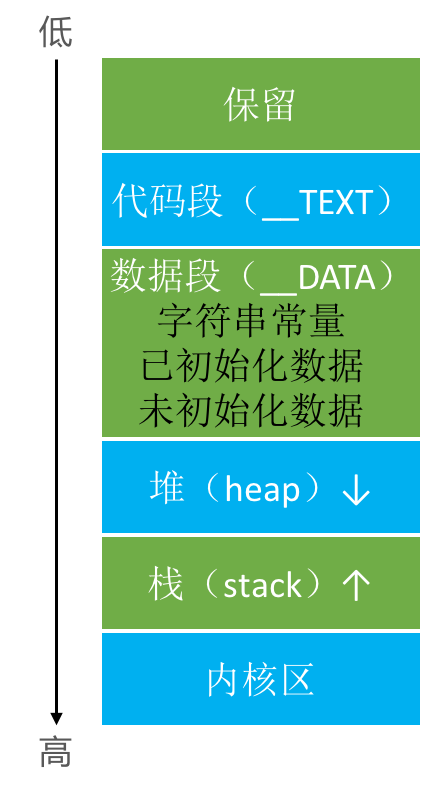 低
保留
代码段（__TEXT）
数据段（__DATA）
字符串常量
已初始化数据
未初始化数据
堆（heap）↓
栈（stack）↑
内核区
高